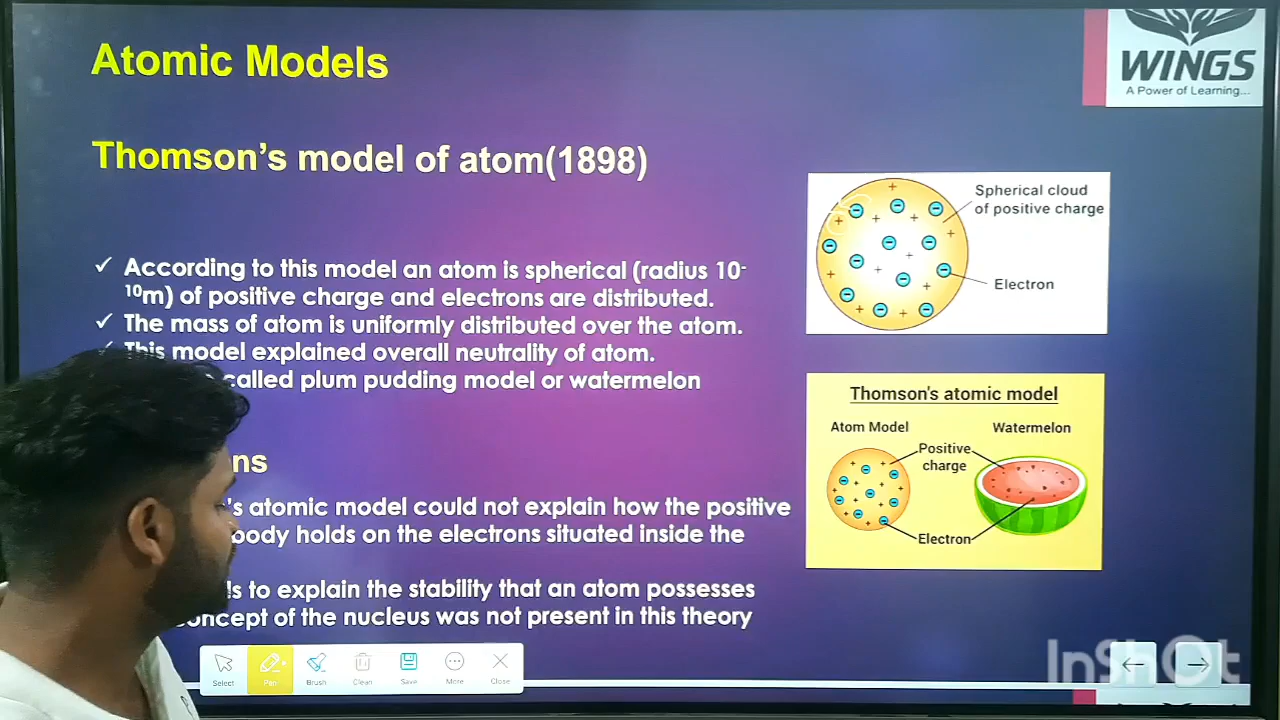 Atomic Models
WINGS
A Power of Learning...
Thomson's model of atom(1898)
Spherical cloud
of positive charge
Electron
✓ According to this model an atom is spherical (radius 10-
10m) of positive charge and electrons are distributed.
✓ The mass of atom is uniformly distributed over the atom.
This model explained overall neutrality of atom.
called plum pudding model or watermelon
Thomson's atomic model
Atom Model
Watermelon
Positive
charge
Electron
atomic model could not explain how the positive
body holds on the electrons situated inside the
to explain the stability that an atom possesses
of the nucleus was not present in this theory
Select
Pen
Brush
Clean
Save
More
Close
InShOt